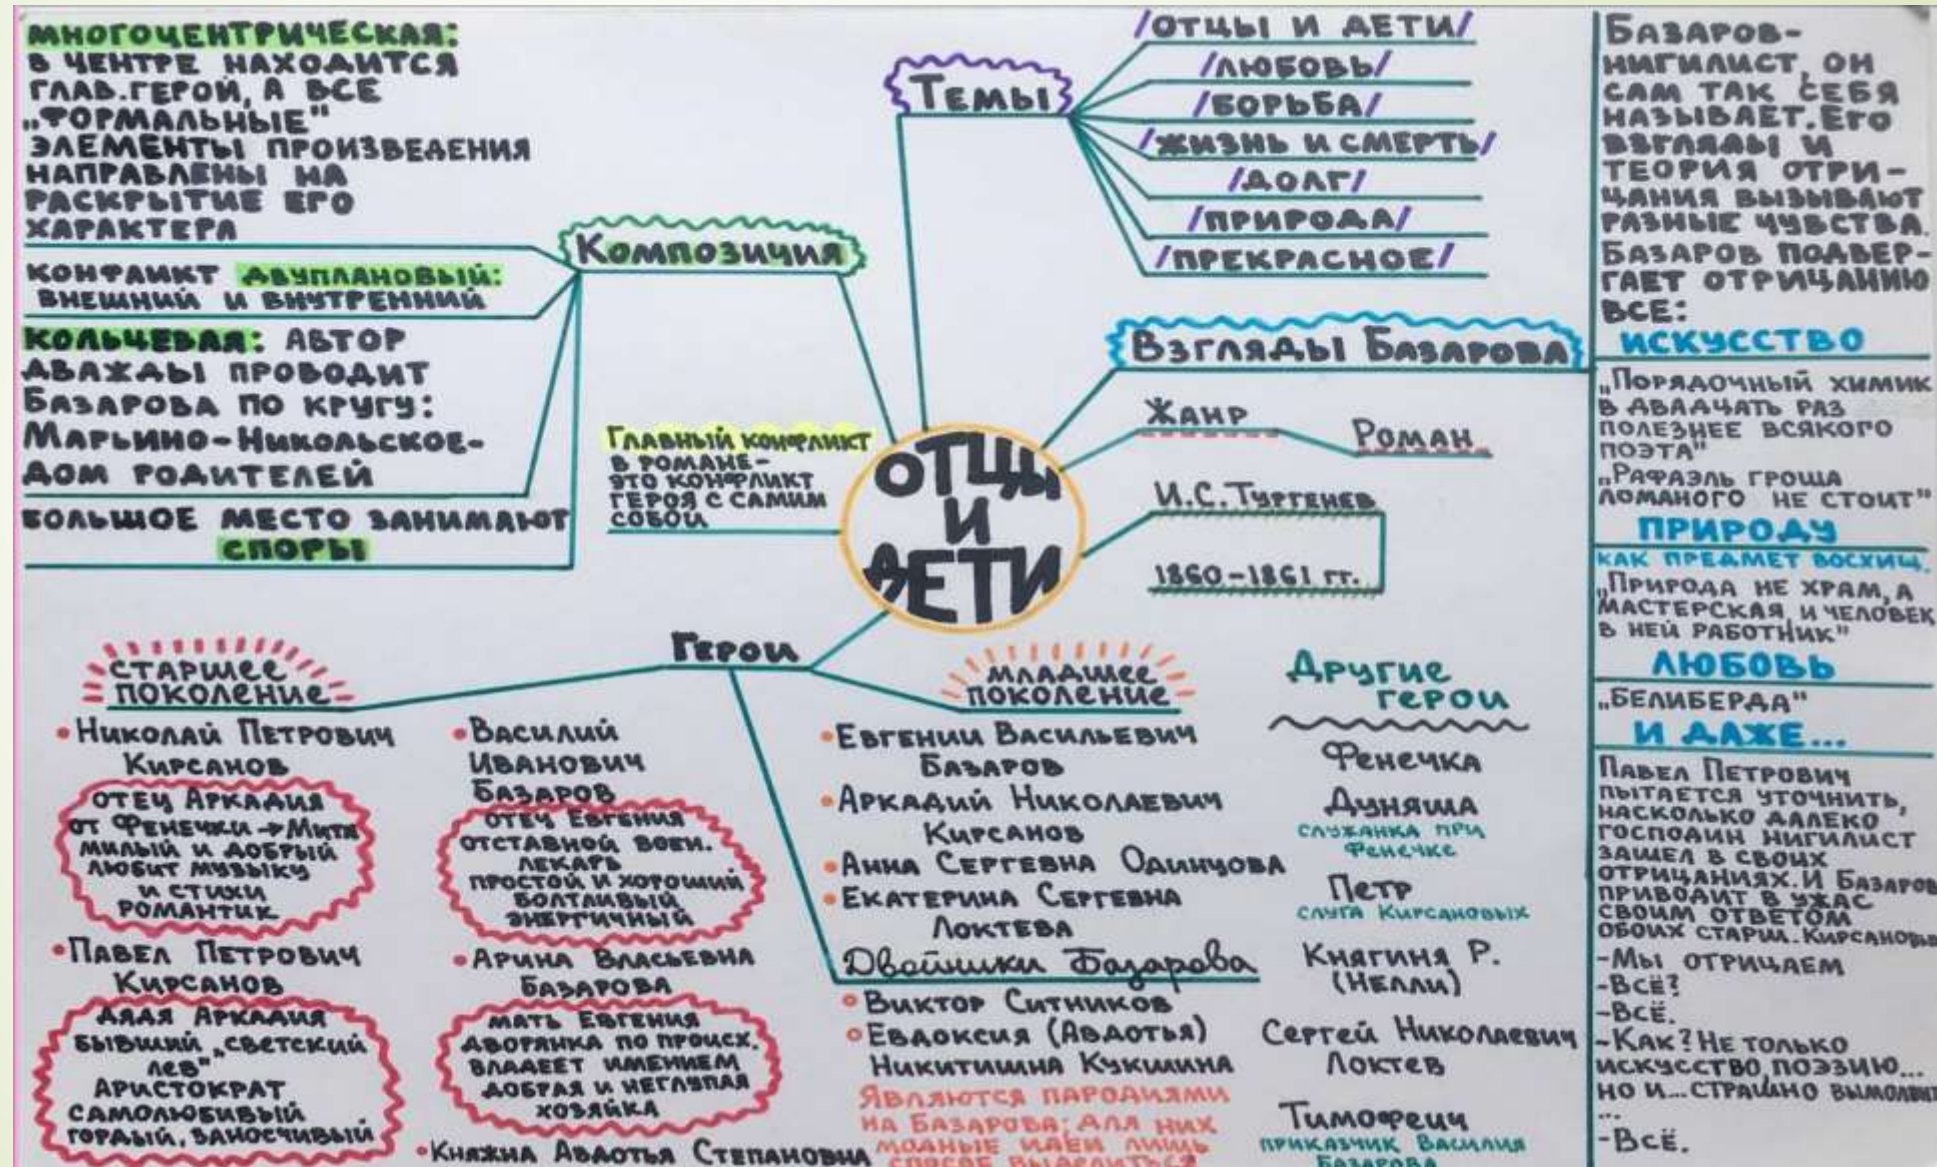 МНОГОЦЕНТРИЧЕСКАЯ:
В ЦЕНТРЕ НАХОДИТСЯ
ГЛАВ.ГЕРОЙ, А ВСЕ
„ФОРМАЛЬНЫЕ"
ЭЛЕМЕНТЫ ПРОИЗВЕДЕНИЯ
НАПРАВЛЕНЫ НА
РАСКРЫТИЕ ЕГО
ХАРАКТЕРА
КОНФЛИКТ ДВУПЛАНОВЫЙ:
ВНЕШНИЙ И ВНУТРЕННИЙ
КОЛЬЦЕВАЯ: АВТОР
ДВАЖДЫ ПРОВОДИТ
БАЗАРОВА ПО КРУГУ:
МАРЬИНО-НИКОЛЬСКОЕ-
ДОМ РОДИТЕЛЕЙ
БОЛЬШОЕ МЕСТО ЗАНИМАЮТ
СПОРЫ
КОМПОЗИЦИЯ
ГЛАВНЫЙ КОНФЛИКТ
В РОМАНЕ-
ЭТО КОНФЛИКТ
ГЕРОЯ С САМИМ
СОБОЙ
ТЕМЫ
/ОТЦЫ И ДЕТИ/
/ЛЮБОВЬ/
/БОРЬБА/
/ЖИЗНЬ И СМЕРТЬ/
/ДОЛГ/
/ПРИРОДА/
/ПРЕКРАСНОЕ/
ВЗГЛЯДЫ БАЗАРОВА
ЖАНР
РОМАН
И.С.ТУРГЕНЕВ
1860-1861 гг.
ОТЦЫ
И
ДЕТИ
БАЗАРОВ-
НИГИЛИСТ, ОН
САМ ТАК СЕБЯ
НАЗЫВАЕТ.ЕГО
ВЗГЛЯДЫ И
ТЕОРИЯ ОТРИ-
ЦАНИЯ ВЫЗЫВАЮТ
РАЗНЫЕ ЧУВСТВА.
БАЗАРОВ ПОДВЕР-
ГАЕТ ОТРИЦАНИЮ
ВСЕ:
ИСКУССТВО
„ПОРЯДОЧНЫЙ ХИМИК
В ДВАДЦАТЬ РАЗ
ПОЛЕЗНЕЕ ВСЯКОГО
ПОЭТА"
„РАФАЭЛЬ ГРОША
ЛОМАНОГО НЕ СТОИТ"
ПРИРОДУ
КАК ПРЕДМЕТ ВОСХИЩ.
„ПРИРОДА НЕ ХРАМ, А
МАСТЕРСКАЯ, И ЧЕЛОВЕК
В НЕЙ РАБОТНИК"
ЛЮБОВЬ
„БЕЛИБЕРДА"
И ДАЖЕ...
ПАВЕЛ ПЕТРОВИЧ
ПЫТАЕТСЯ УТОЧНИТЬ,
НАСКОЛЬКО ДАЛЕКО
ГОСПОДИН НИГИЛИСТ
ЗАШЕЛ В СВОИХ
ОТРИЦАНИЯХ. И БАЗАРОВ
ПРИВОДИТ В УЖАС
СВОИМ ОТВЕТОМ
ОБОИХ СТАРШ. КИРСАНОВЫХ
-МЫ ОТРИЦАЕМ
-ВСЁ?
-ВСЁ.
-КАК? НЕ ТОЛЬКО
ИСКУССТВО, ПОЭЗИЮ...
НО И... СТРАШНО ВЫМОЛВИТ
...
-ВСЁ.
ГЕРОИ
СТАРШЕЕ
ПОКОЛЕНИЕ
•НИКОЛАЙ ПЕТРОВИЧ
КИРСАНОВ
ОТЕЦ АРКАДИЯ
ОТ ФЕНЕЧКИ→МИТЯ
МИЛЫЙ И ДОБРЫЙ
ЛЮБИТ МУЗЫКУ
И СТИХИ
РОМАНТИК
•ПАВЕЛ ПЕТРОВИЧ
КИРСАНОВ
ДЯДЯ АРКАДИЯ
БЫВШИЙ „СВЕТСКИЙ
ЛЕВ"
АРИСТОКРАТ
САМОЛЮБИВЫЙ
ГОРДЫЙ, ЗАНОСЧИВЫЙ
•ВАСИЛИЙ
ИВАНОВИЧ
БАЗАРОВ
ОТЕЦ ЕВГЕНИЯ
ОТСТАВНОЙ ВОЕН.
ЛЕКАРЬ
ПРОСТОЙ И ХОРОШИЙ
БОЛТЛИВЫЙ
ЭНЕРГИЧНЫЙ
•АРИНА ВЛАСЬЕВНА
БАЗАРОВА
МАТЬ ЕВГЕНИЯ
ДВОРЯНКА ПО ПРОИСХ.
ВЛАДЕЕТ ИМЕНИЕМ
ДОБРАЯ И НЕГЛУПАЯ
ХОЗЯЙКА
•КНЯЖНА АВДОТЬЯ СТЕПАНОВНА
МЛАДШЕЕ
ПОКОЛЕНИЕ
•ЕВГЕНИЙ ВАСИЛЬЕВИЧ
БАЗАРОВ
•АРКАДИЙ НИКОЛАЕВИЧ
КИРСАНОВ
•АННА СЕРГЕВНА ОДИНЦОВА
•ЕКАТЕРИНА СЕРГЕВНА
ЛОКТЕВА
Двойники Базарова
•ВИКТОР СИТНИКОВ
•ЕВДОКСИЯ (АВДОТЬЯ)
НИКИТИШНА КУКШИНА
ЯВЛЯЮТСЯ ПАРОДИЯМИ
НА БАЗАРОВА; ДЛЯ НИХ
МОДНЫЕ ИДЕИ ЛИШЬ
СПОСОБ ВЫДЕЛИТЬСЯ
ДРУГИЕ
ГЕРОИ
ФЕНЕЧКА
ДУНЯША
СЛУЖАНКА ПРИ
ФЕНЕЧКЕ
ПЕТР
СЛУГА КИРСАНОВЫХ
КНЯГИНЯ Р.
(НЕЛЛИ)
СЕРГЕЙ НИКОЛАЕВИЧ
ЛОКТЕВ
ТИМОФЕИЧ
ПРИКАЗЧИК ВАСИЛИЯ
БАЗАРОВА